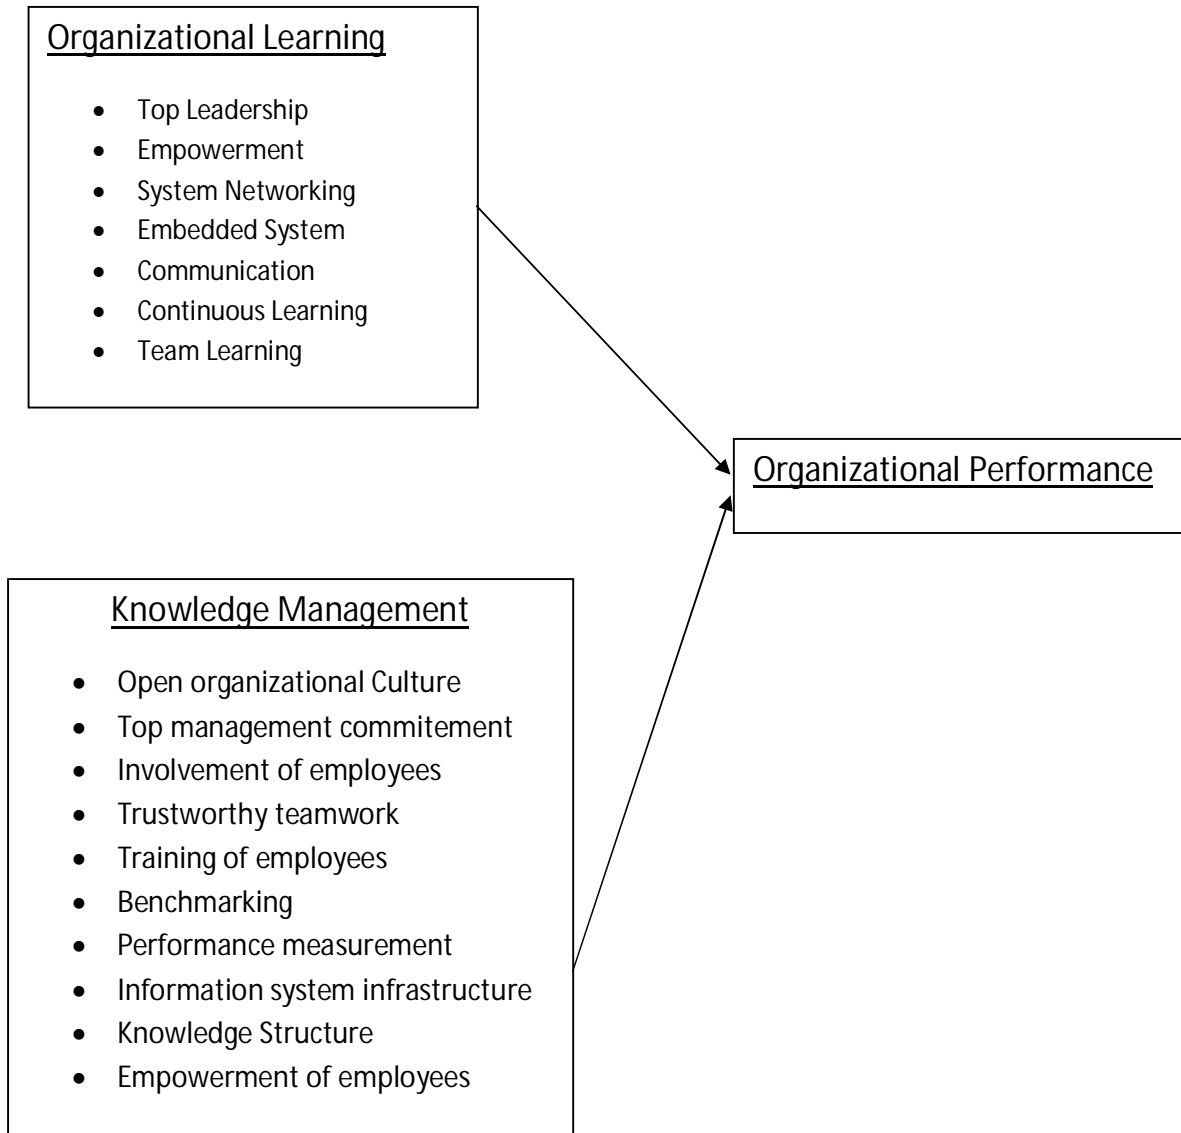 Organizational Learning
• Top Leadership
• Empowerment
• System Networking
• Embedded System
• Communication
• Continuous Learning
• Team Learning
Organizational Performance
Knowledge Management
• Open organizational Culture
• Top management commitement
• Involvement of employees
• Trustworthy teamwork
• Training of employees
• Benchmarking
• Performance measurement
• Information system infrastructure
• Knowledge Structure
• Empowerment of employees